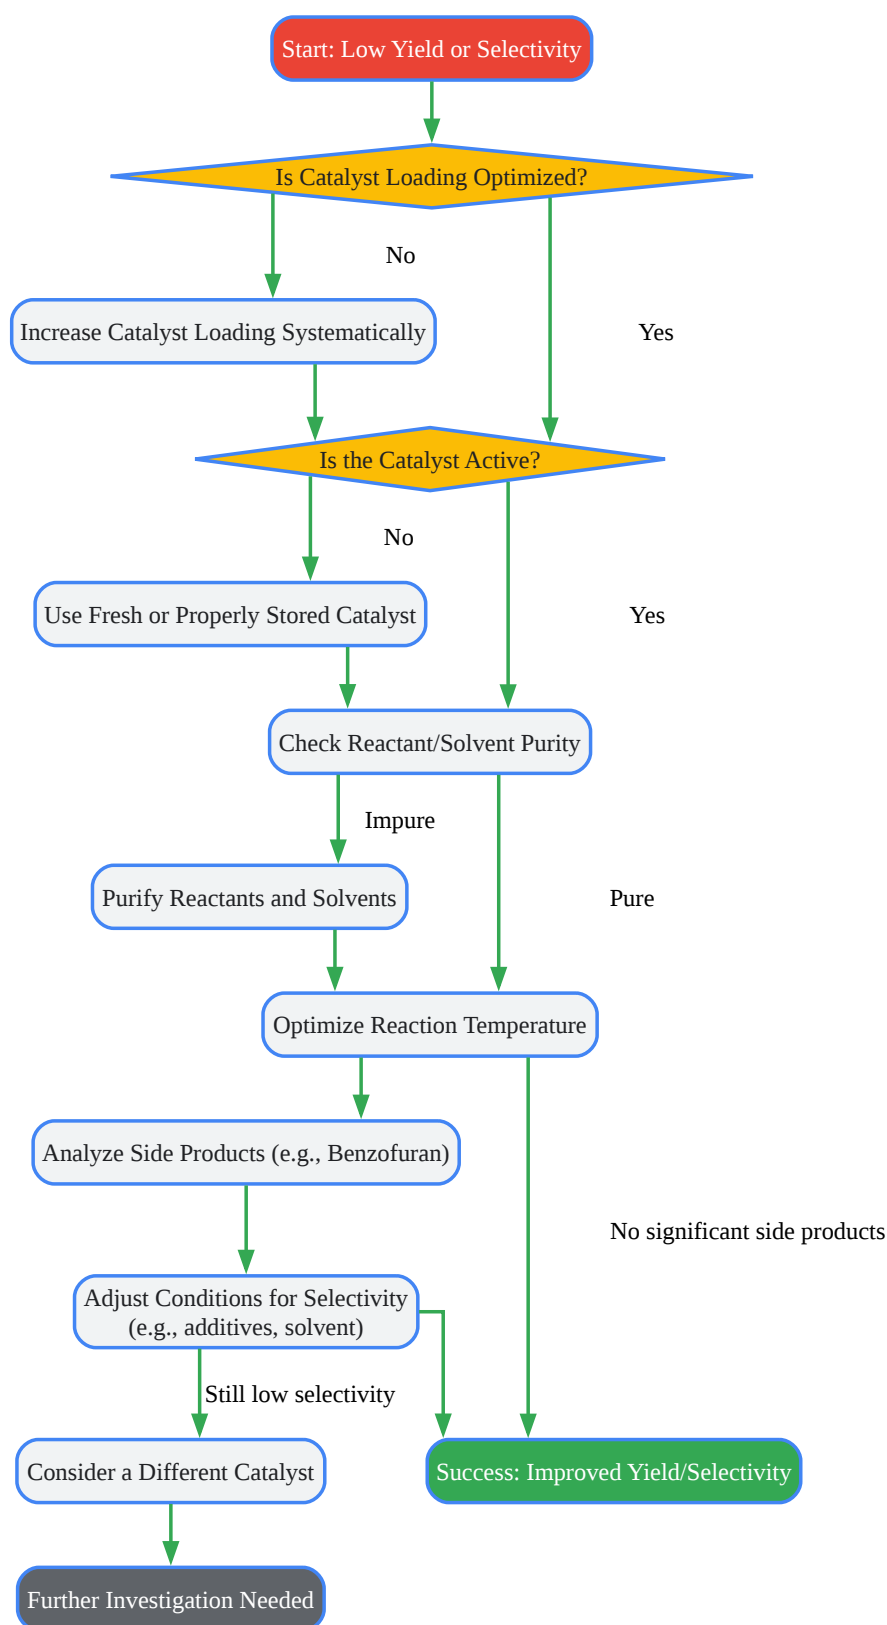 Start: Low Yield or Selectivity
Is Catalyst Loading Optimized?
No
Increase Catalyst Loading Systematically
Yes
Is the Catalyst Active?
No
Use Fresh or Properly Stored Catalyst
Yes
Check Reactant/Solvent Purity
Impure
Purify Reactants and Solvents
Pure
Optimize Reaction Temperature
Analyze Side Products (e.g., Benzofuran)
No significant side products
Adjust Conditions for Selectivity
(e.g., additives, solvent)
Still low selectivity
Consider a Different Catalyst
Success: Improved Yield/Selectivity
Further Investigation Needed